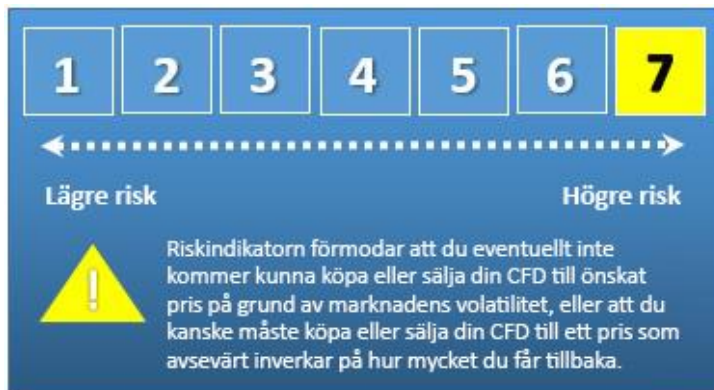 1 2 3 4 5 6 7
Lägre risk Högre risk
!
Riskindikatorn förmodar att du eventuellt inte
kommer kunna köpa eller sälja din CFD till önskat
pris på grund av marknadens volatilitet, eller att du
kanske måste köpa eller sälja din CFD till ett pris som
avsevärt inverkar på hur mycket du får tillbaka.